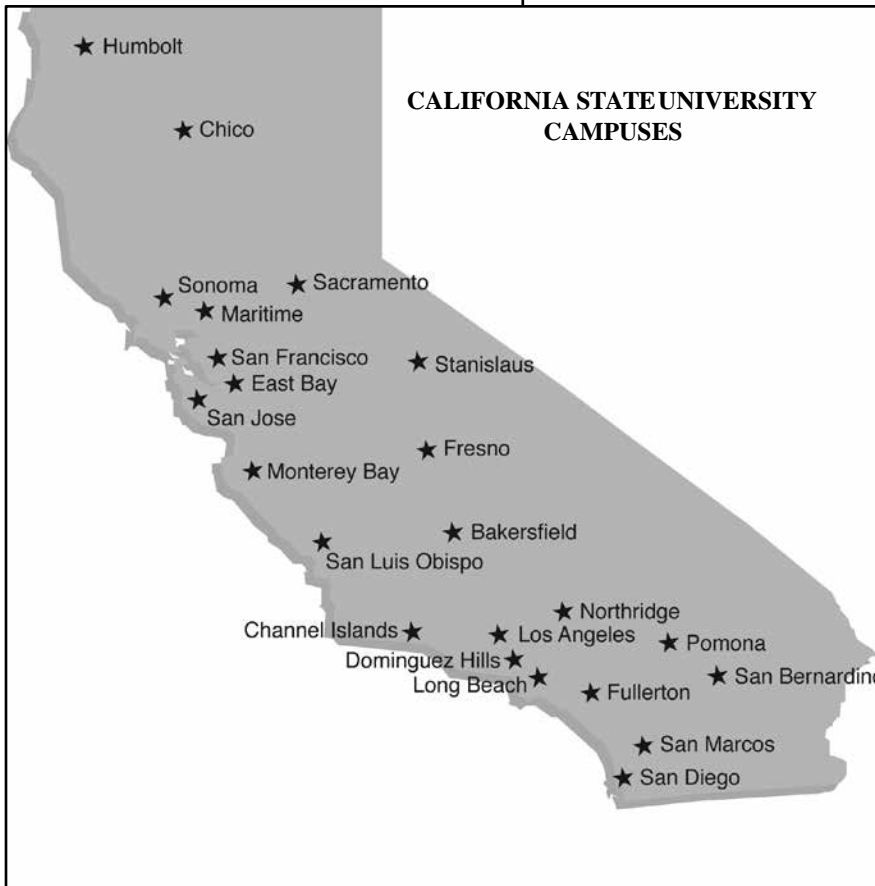 CALIFORNIA STATE UNIVERSITY
CAMPUSES
Humbolt
Chico
Sonoma
Sacramento
Maritime
San Francisco
Stanislaus
East Bay
San Jose
Fresno
Monterey Bay
Bakersfield
San Luis Obispo
Northridge
Channel Islands
Los Angeles
Pomona
Dominguez Hills
Long Beach
San Bernardino
Fullerton
San Marcos
San Diego